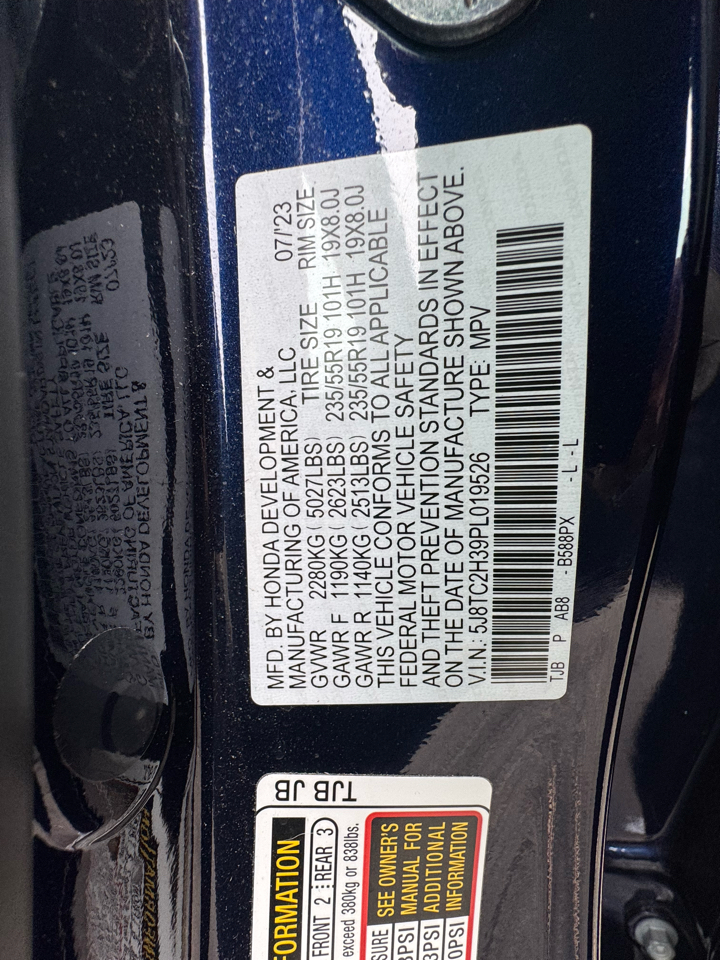 MFD. BY HONDA DEVELOPMENT &
MANUFACTURING OF AMERICA, LLC 07/'23
GVWR 2280KG ( 5027LBS) TIRE SIZE RIM SIZE
GAWR F 1190KG ( 2623LBS) 235/55R19 101H 19X8.0J
GAWR R 1140KG ( 2513LBS) 235/55R19 101H 19X8.0J
THIS VEHICLE CONFORMS TO ALL APPLICABLE
FEDERAL MOTOR VEHICLE SAFETY
AND THEFT PREVENTION STANDARDS IN EFFECT
ON THE DATE OF MANUFACTURE SHOWN ABOVE.
V.I.N.: 5J8TC2H39PL019526 TYPE: MPV
TJB P AB8 -B588PX -L -L
TJB JB
FORMATION
FRONT 2 REAR 3
exceed 380kg or 838lbs.
SEE OWNER'S
MANUAL FOR
ADDITIONAL
INFORMATION